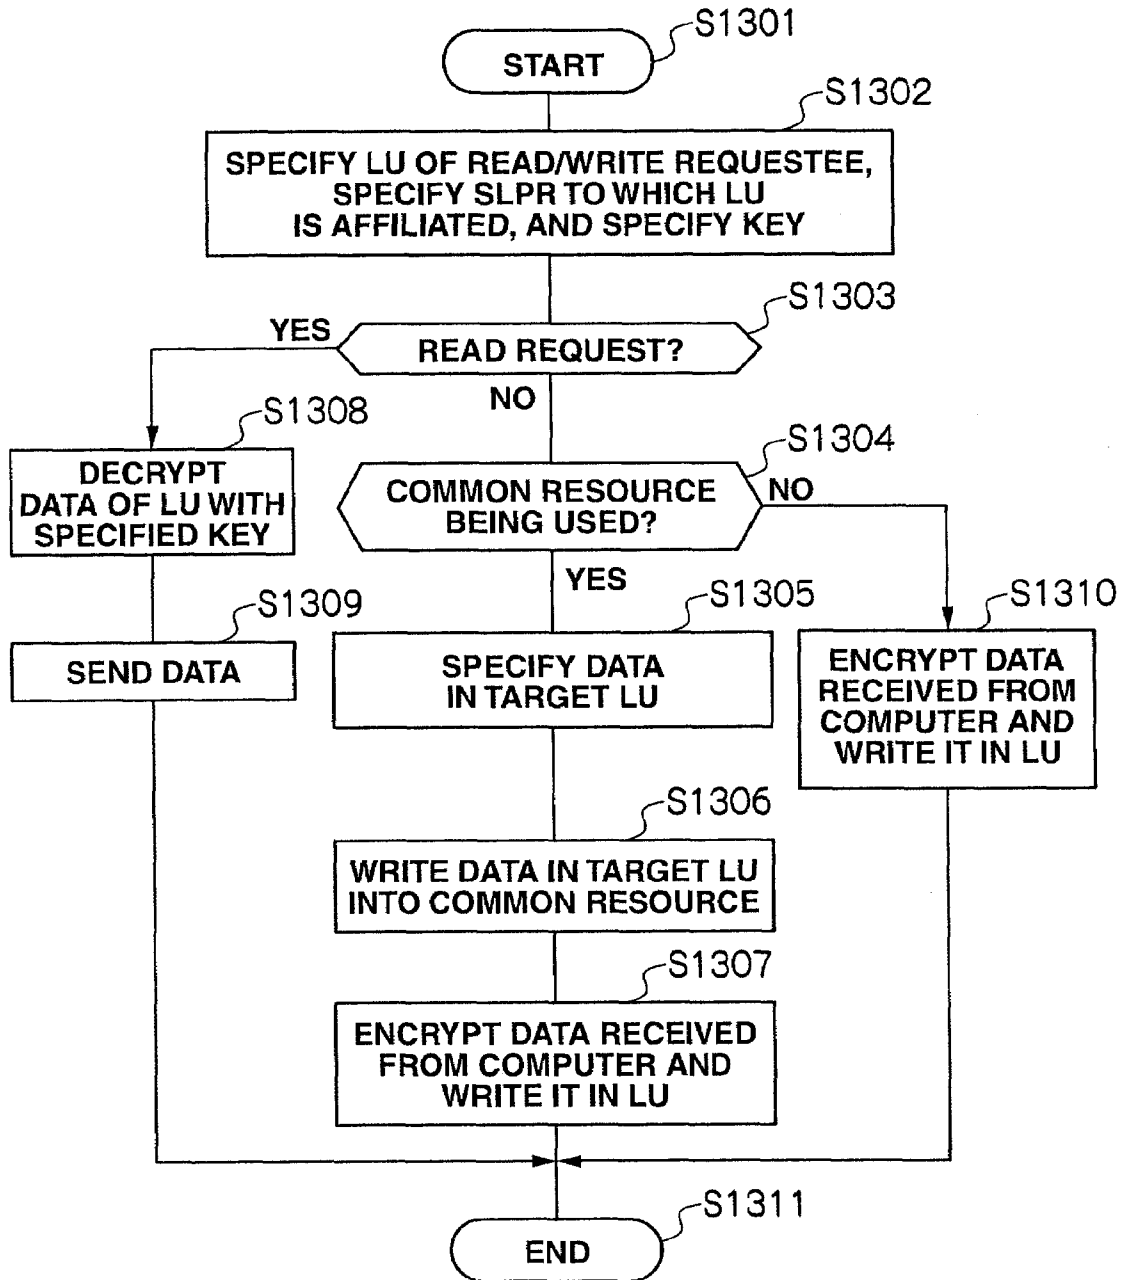 S1301
START
S1302
SPECIFY LU OF READ/WRITE REQUESTEE,
SPECIFY SLPR TO WHICH LU
IS AFFILIATED, AND SPECIFY KEY
S1303
YES
READ REQUEST?
NO
S1308
DECRYPT
DATA OF LU WITH
SPECIFIED KEY
S1304
COMMON RESOURCE
BEING USED?
NO
YES
S1309
SEND DATA
S1305
SPECIFY DATA
IN TARGET LU
S1310
ENCRYPT DATA
RECEIVED FROM
COMPUTER AND
WRITE IT IN LU
S1306
WRITE DATA IN TARGET LU
INTO COMMON RESOURCE
S1307
ENCRYPT DATA RECEIVED
FROM COMPUTER AND
WRITE IT IN LU
S1311
END